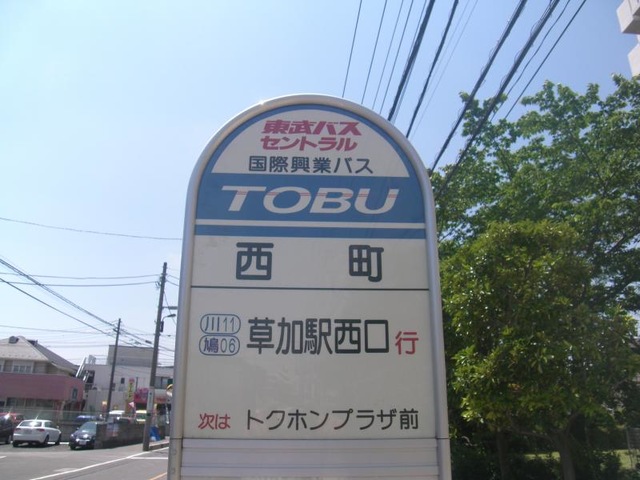 東武バス
セントラル
国際興業バス
TOBU
西町
川11
鳩06
草加駅西口行
次は トクホンプラザ前